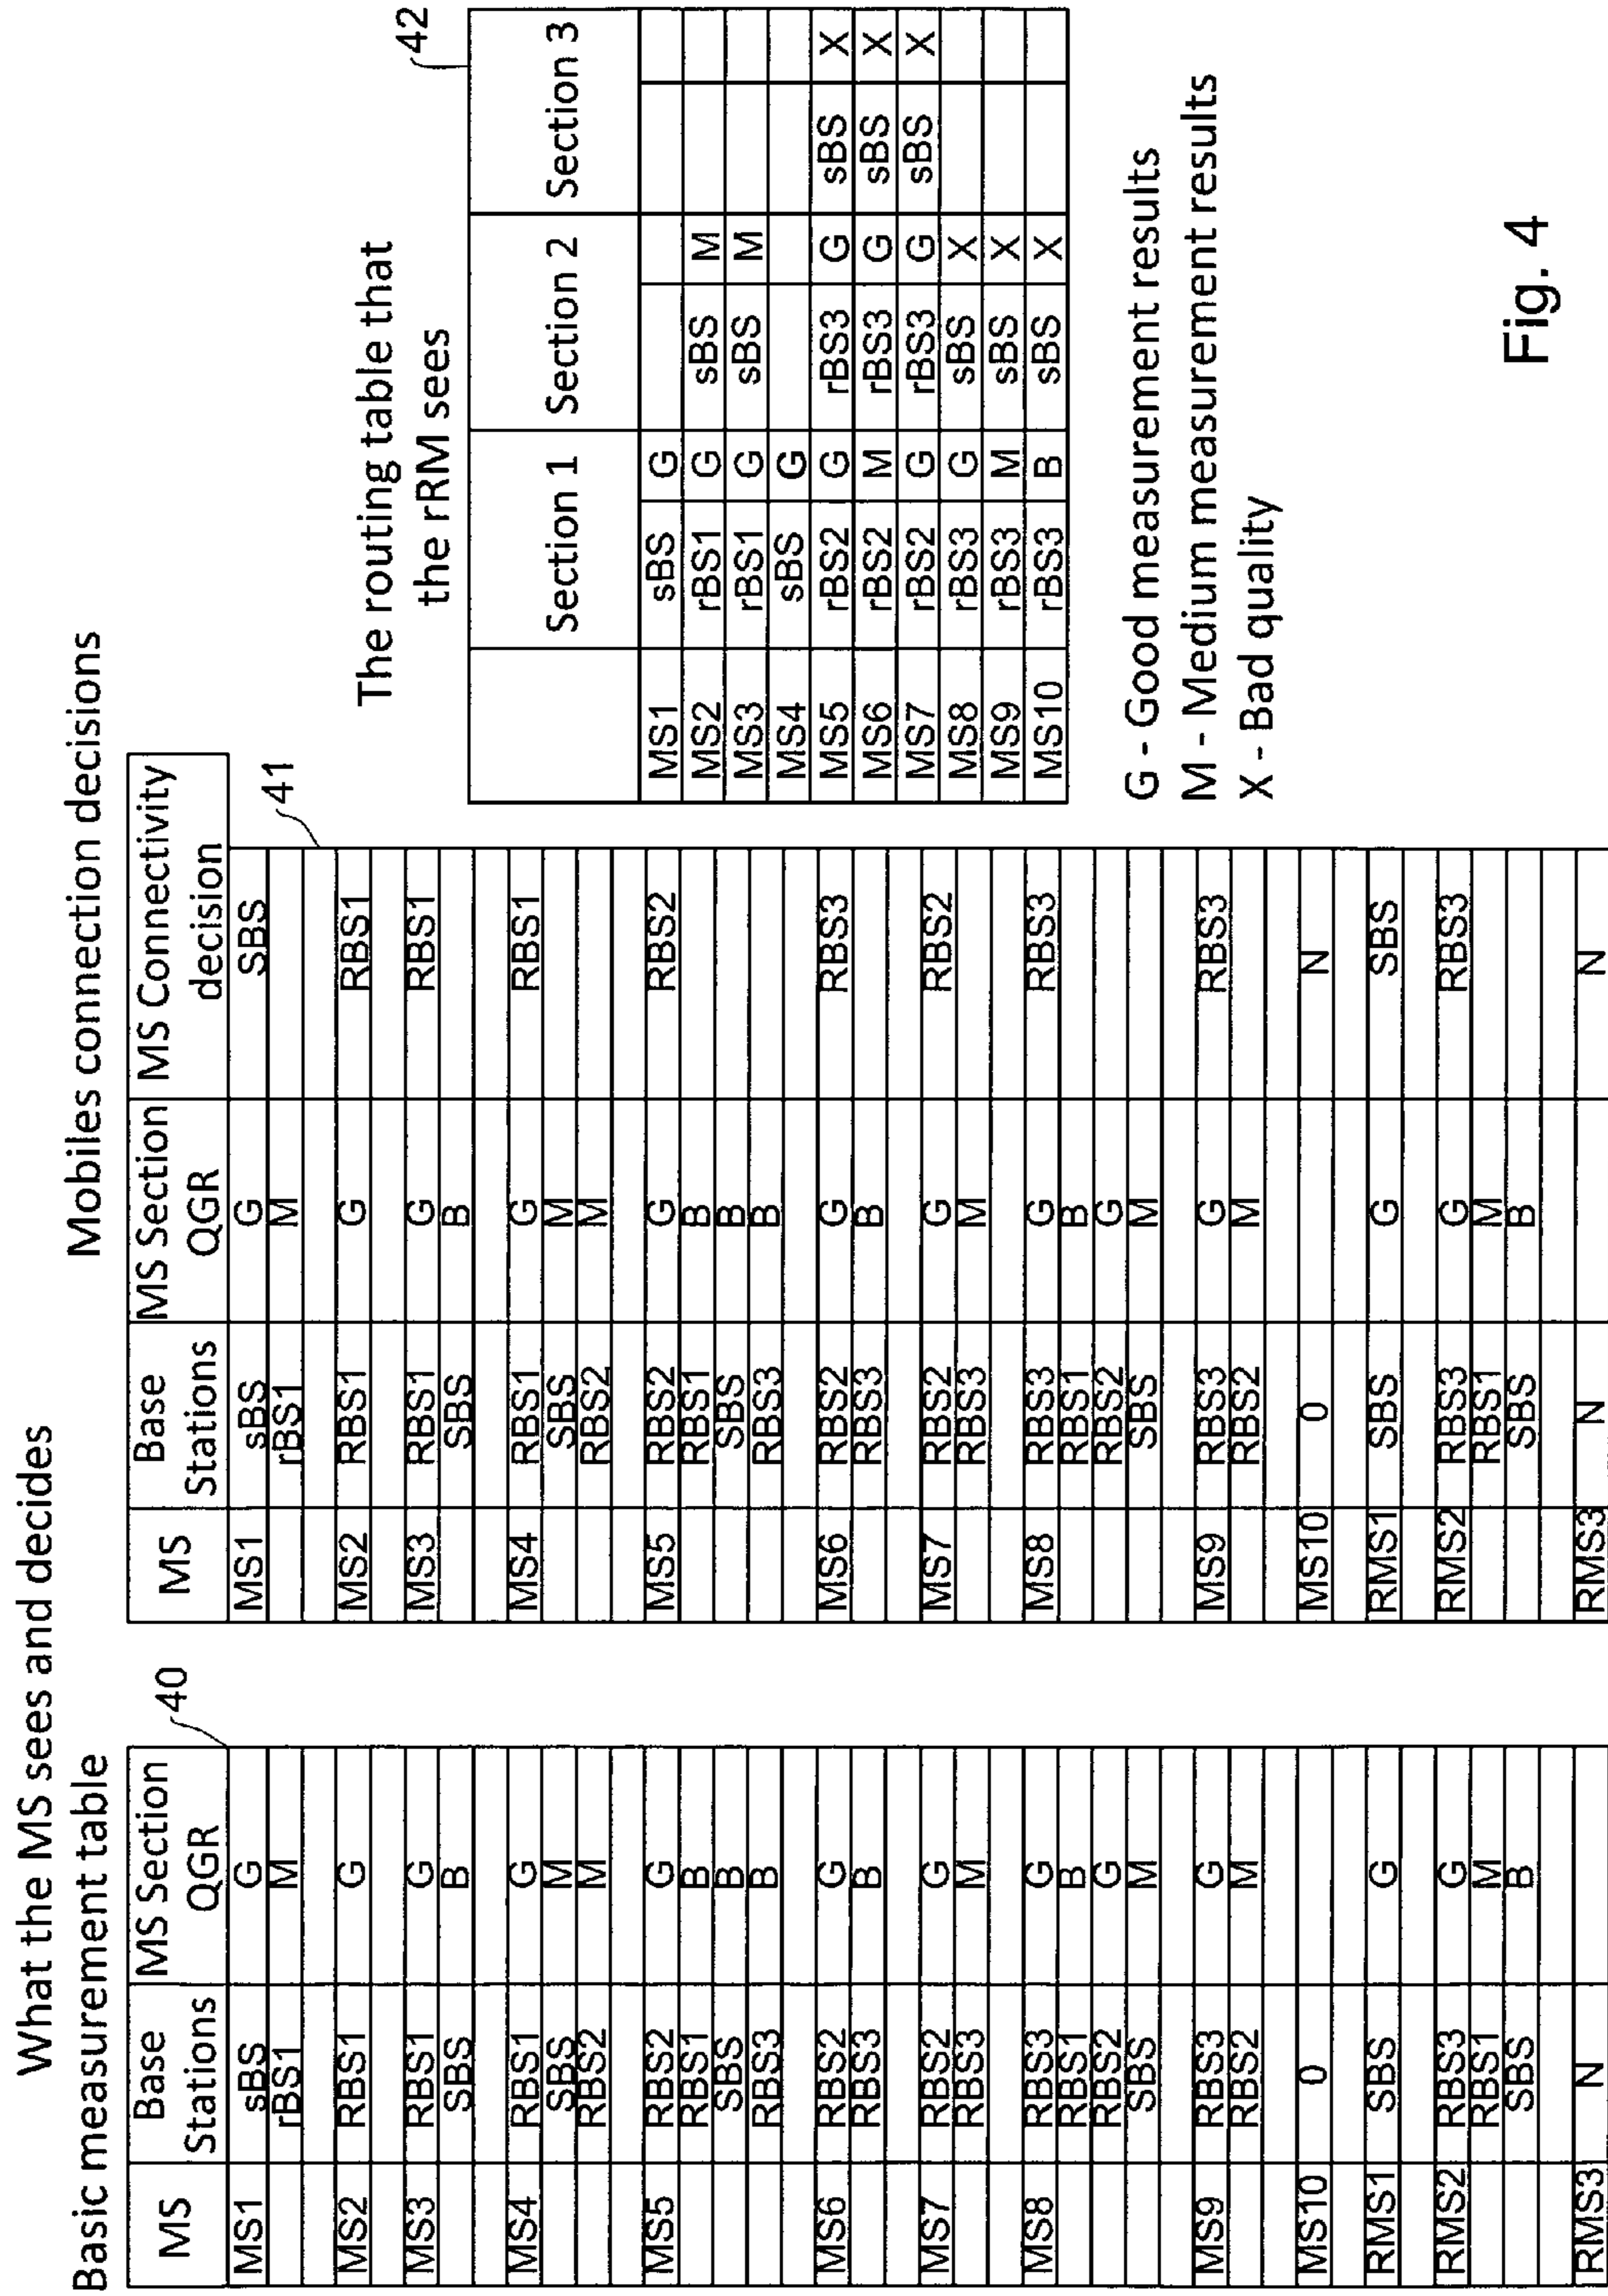 What the MS sees and decides
Basic measurement table
40
MS Base Stations MS Section QGR
MS1 sBS G
rBS1 M
MS2 RBS1 G
MS3 RBS1 G
SBS B
MS4 RBS1 G
SBS M
RBS2 M
MS5 RBS2 G
RBS1 B
SBS B
RBS3 B
MS6 RBS2 G
RBS3 B
MS7 RBS2 G
RBS3 M
MS8 RBS3 G
RBS1 B
RBS2 G
SBS M
MS9 RBS3 G
RBS2 M
MS10 0
RMS1 SBS G
RMS2 RBS3 G
RBS1 M
SBS B
RMS3 N
Mobiles connection decisions
41
MS Base Stations MS Section QGR MS Connectivity decision
MS1 sBS G SBS
rBS1 M
MS2 RBS1 G RBS1
MS3 RBS1 G RBS1
SBS B
MS4 RBS1 G RBS1
SBS M
RBS2 M
MS5 RBS2 G RBS2
RBS1 B
SBS B
RBS3 B
MS6 RBS2 G RBS3
RBS3 B
MS7 RBS2 G RBS2
RBS3 M
MS8 RBS3 G RBS3
RBS1 B
RBS2 G
SBS M
MS9 RBS3 G RBS3
RBS2 M
MS10 0 N
RMS1 SBS G SBS
RMS2 RBS3 G RBS3
RBS1 M
SBS B
RMS3 N N
The routing table that
the rRM sees
42
Section 1 Section 2 Section 3
MS1 sBS G
MS2 rBS1 G sBS M
MS3 rBS1 G sBS M
MS4 sBS G
MS5 rBS2 G rBS3 G sBS X
MS6 rBS2 M rBS3 G sBS X
MS7 rBS2 G rBS3 G sBS X
MS8 rBS3 G sBS X
MS9 rBS3 M sBS X
MS10 rBS3 B sBS X
G - Good measurement results
M - Medium measurement results
X - Bad quality
Fig. 4